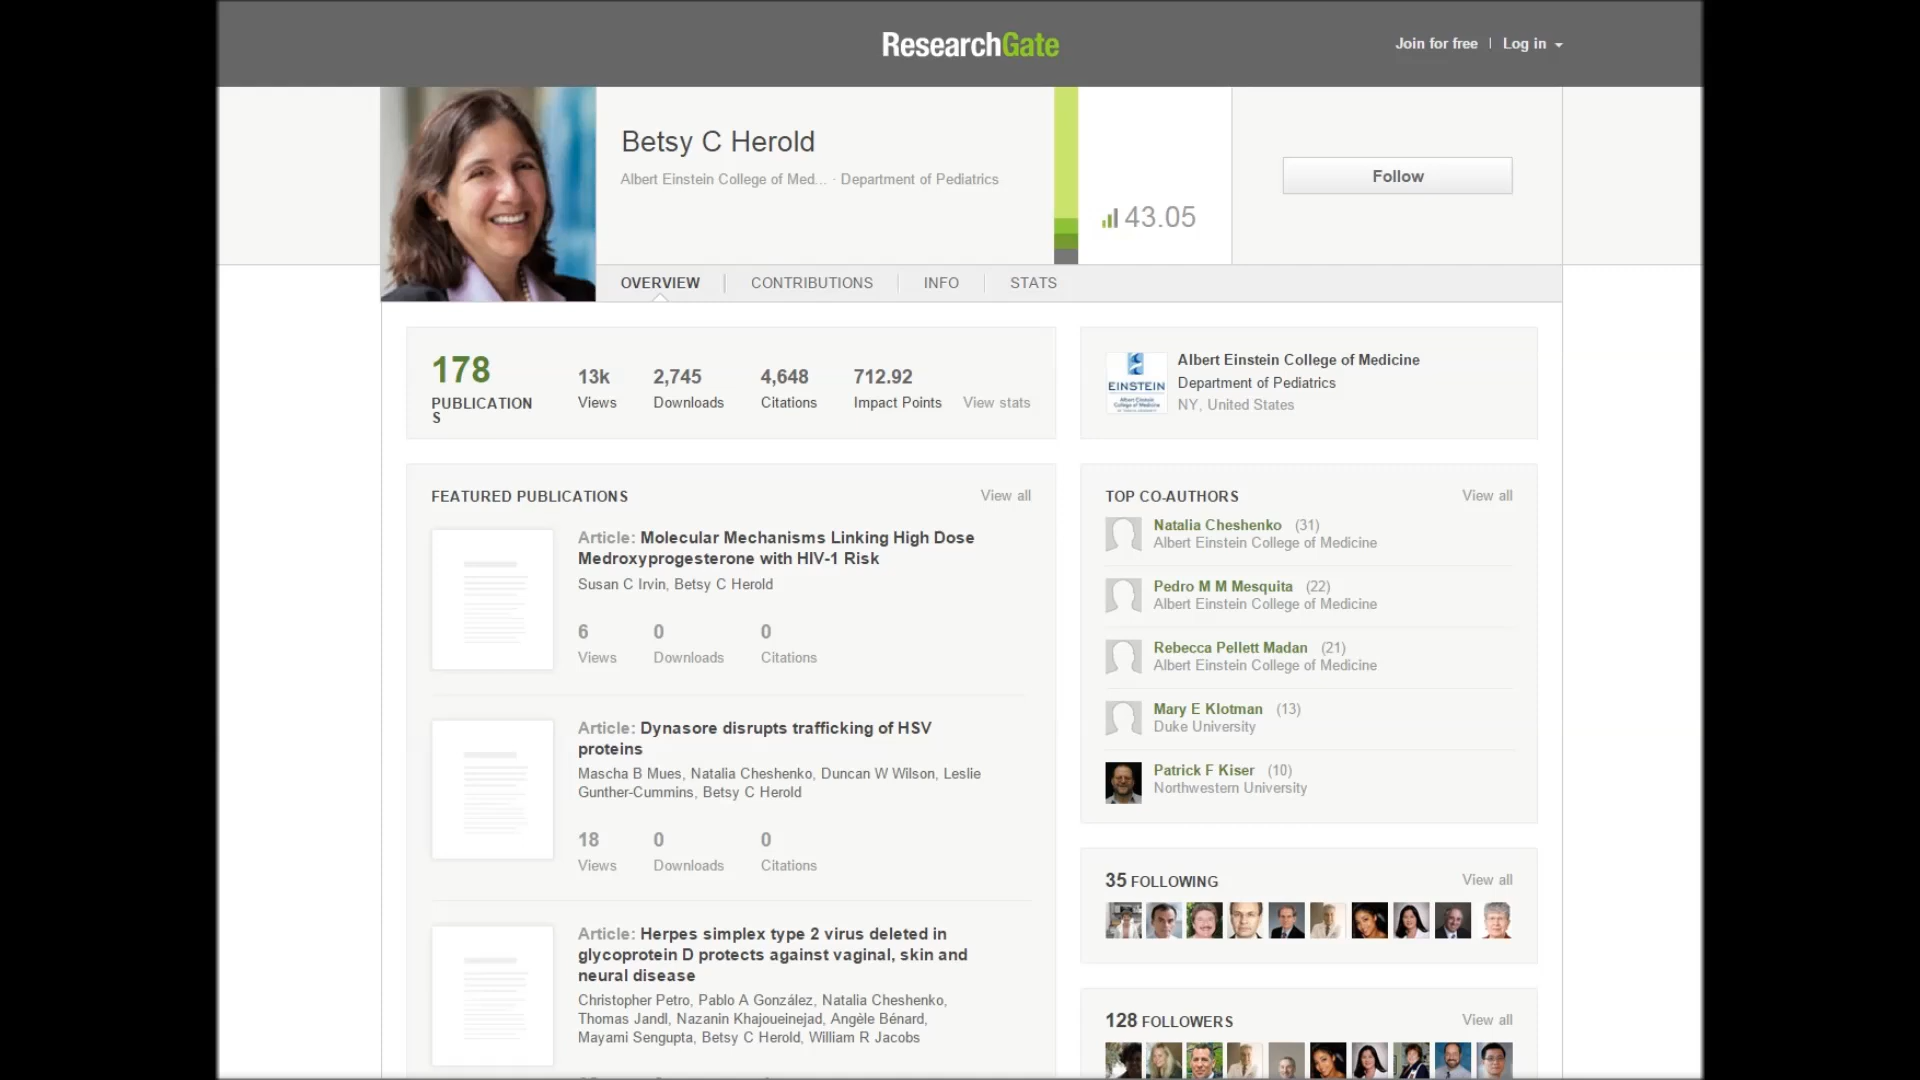 ResearchGate
Join for free | Log in
Betsy C Herold
Albert Einstein College of Med... · Department of Pediatrics
43.05
Follow
OVERVIEW
CONTRIBUTIONS
INFO
STATS
178
PUBLICATION
S
13k
Views
2,745
Downloads
4,648
Citations
712.92
Impact Points
View stats
EINSTEIN
Albert Einstein College of Medicine
Department of Pediatrics
NY, United States
FEATURED PUBLICATIONS
View all
Article: Molecular Mechanisms Linking High Dose
Medroxyprogesterone with HIV-1 Risk
Susan C Irvin, Betsy C Herold
6
Views
0
Downloads
0
Citations
Article: Dynasore disrupts trafficking of HSV
proteins
Mascha B Mues, Natalia Cheshenko, Duncan W Wilson, Leslie
Gunther-Cummins, Betsy C Herold
18
Views
0
Downloads
0
Citations
Article: Herpes simplex type 2 virus deleted in
glycoprotein D protects against vaginal, skin and
neural disease
Christopher Petro, Pablo A González, Natalia Cheshenko,
Thomas Jandl, Nazanin Khajoueinejad, Angèle Bénard,
Mayami Sengupta, Betsy C Herold, William R Jacobs
TOP CO-AUTHORS
View all
Natalia Cheshenko (31)
Albert Einstein College of Medicine
Pedro M M Mesquita (22)
Albert Einstein College of Medicine
Rebecca Pellett Madan (21)
Albert Einstein College of Medicine
Mary E Klotman (13)
Duke University
Patrick F Kiser (10)
Northwestern University
35 FOLLOWING
View all
128 FOLLOWERS
View all